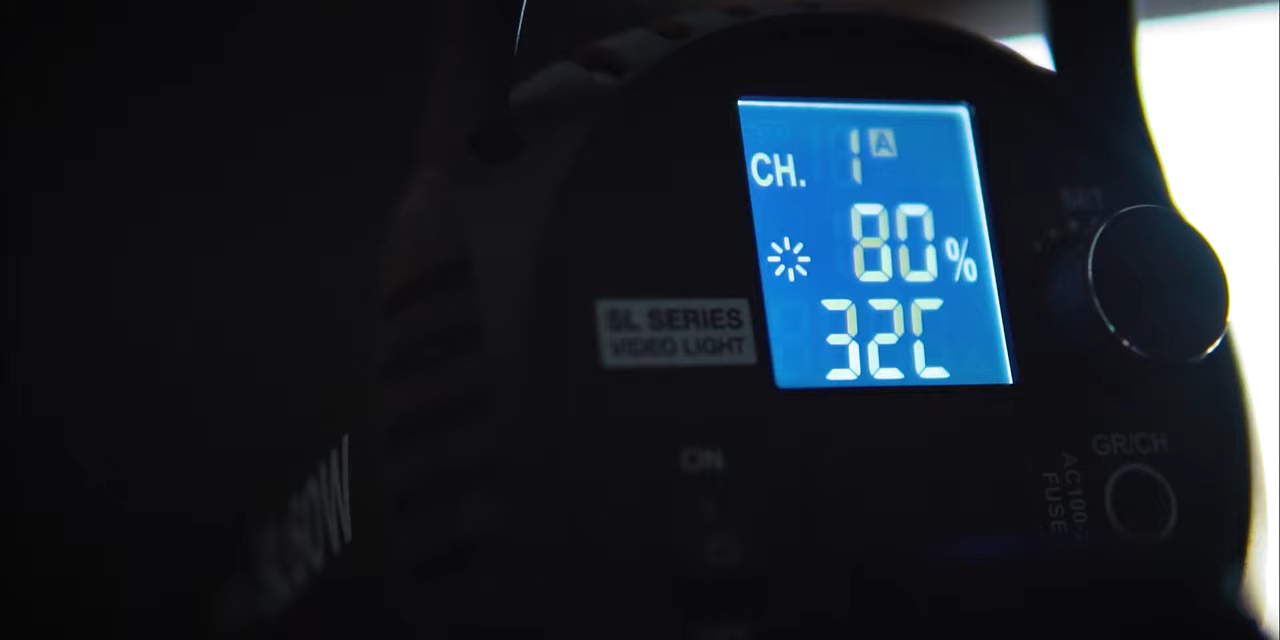 CH. 1 A
80%
32C
SL SERIES
VIDEO LIGHT
SET
ON
GR/CH
AC100~
FUSE